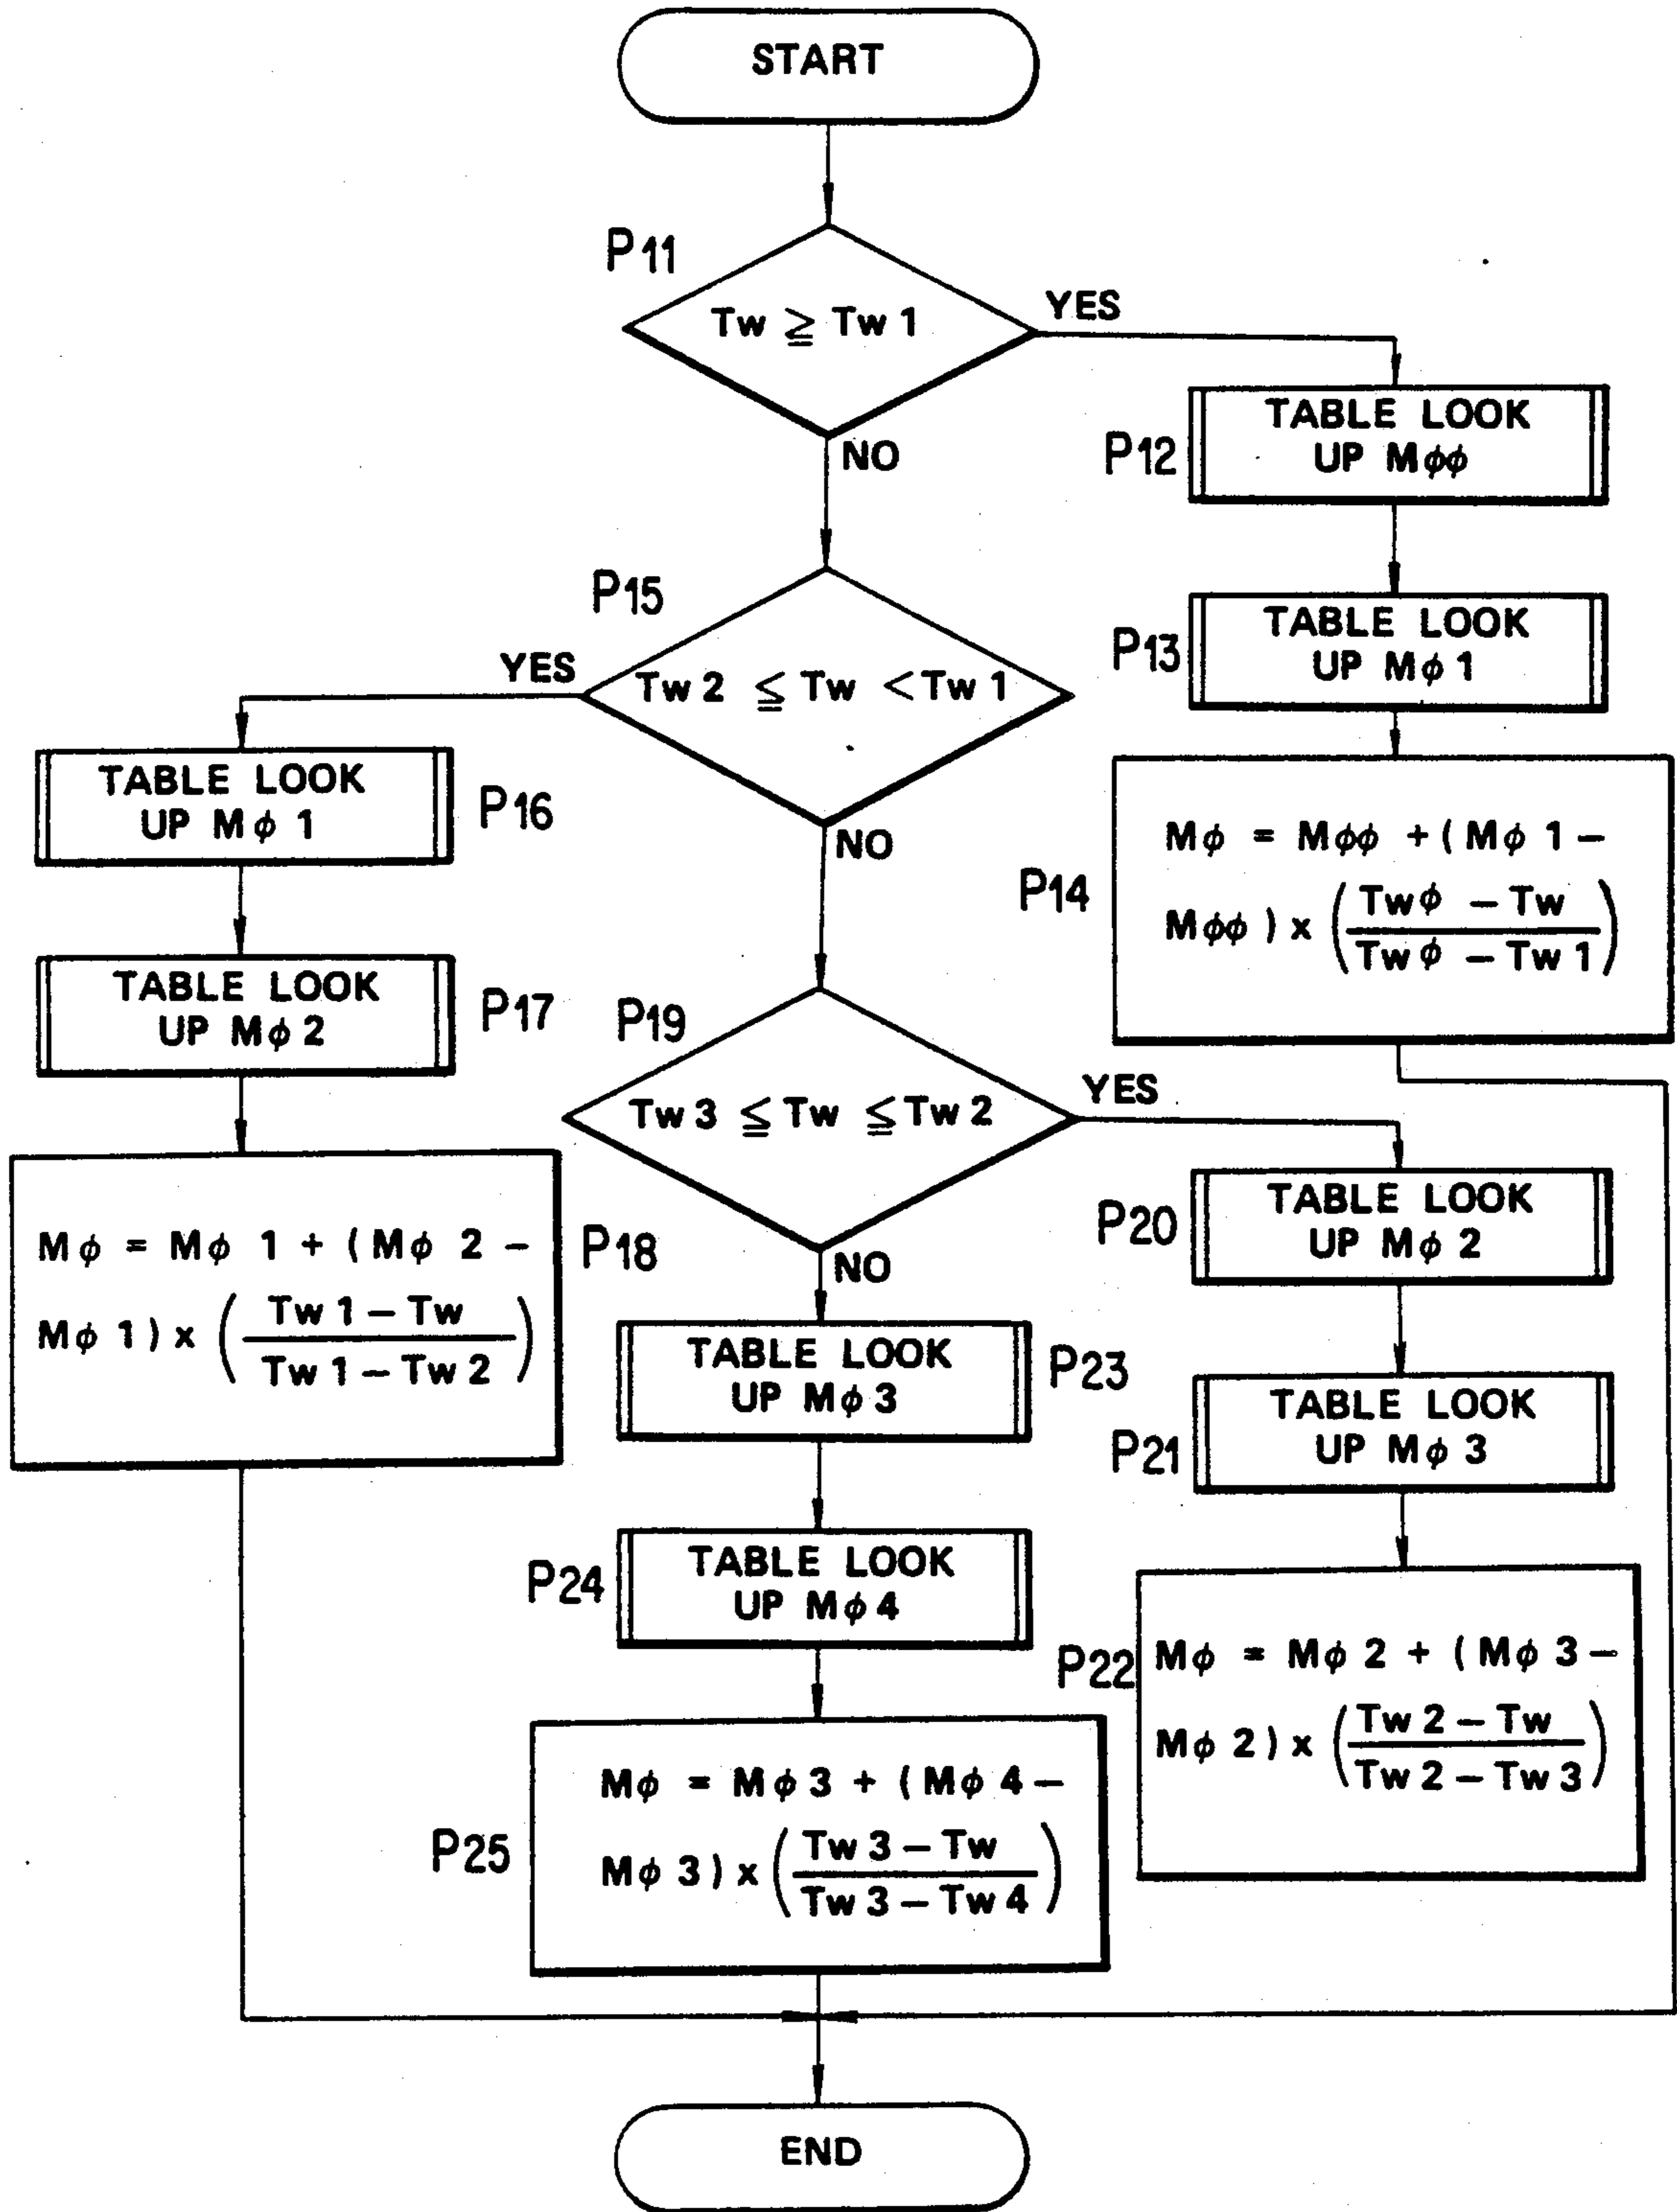 START
P11
Tw ≧ Tw 1
YES
NO
P12
TABLE LOOK
UP Mφφ
P13
TABLE LOOK
UP Mφ 1
P14
Mφ = Mφφ + ( Mφ 1 –
Mφφ ) x ( Twφ – Tw
Twφ – Tw 1 )
P15
Tw 2 ≦ Tw < Tw 1
YES
NO
TABLE LOOK
UP Mφ 1
P16
TABLE LOOK
UP Mφ 2
P17
Mφ = Mφ 1 + ( Mφ 2 –
Mφ 1 ) x ( Tw 1 – Tw
Tw 1 – Tw 2 )
P18
P19
Tw 3 ≦ Tw ≦ Tw 2
YES
NO
P20
TABLE LOOK
UP Mφ 2
P21
TABLE LOOK
UP Mφ 3
P22
Mφ = Mφ 2 + ( Mφ 3 –
Mφ 2 ) x ( Tw 2 – Tw
Tw 2 – Tw 3 )
TABLE LOOK
UP Mφ 3
P23
P24
TABLE LOOK
UP Mφ 4
P25
Mφ = Mφ 3 + ( Mφ 4 –
Mφ 3 ) x ( Tw 3 – Tw
Tw 3 – Tw 4 )
END